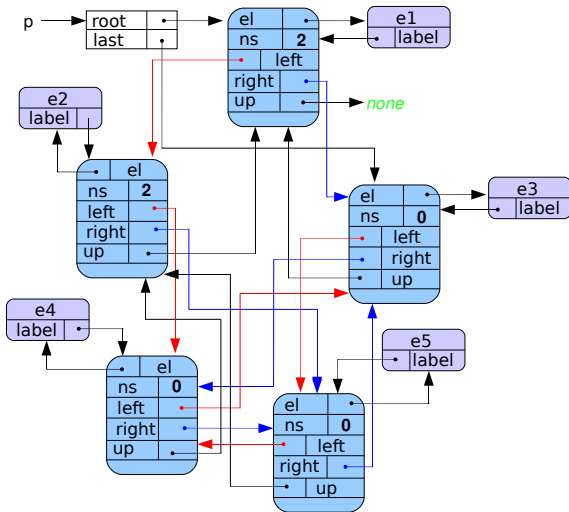 p
root
last
el
ns 2
left
right
up
none
e1
label
e2
label
el
ns 2
left
right
up
e3
label
el
ns 0
left
right
up
e4
label
el
ns 0
left
right
up
e5
label
el
ns 0
left
right
up